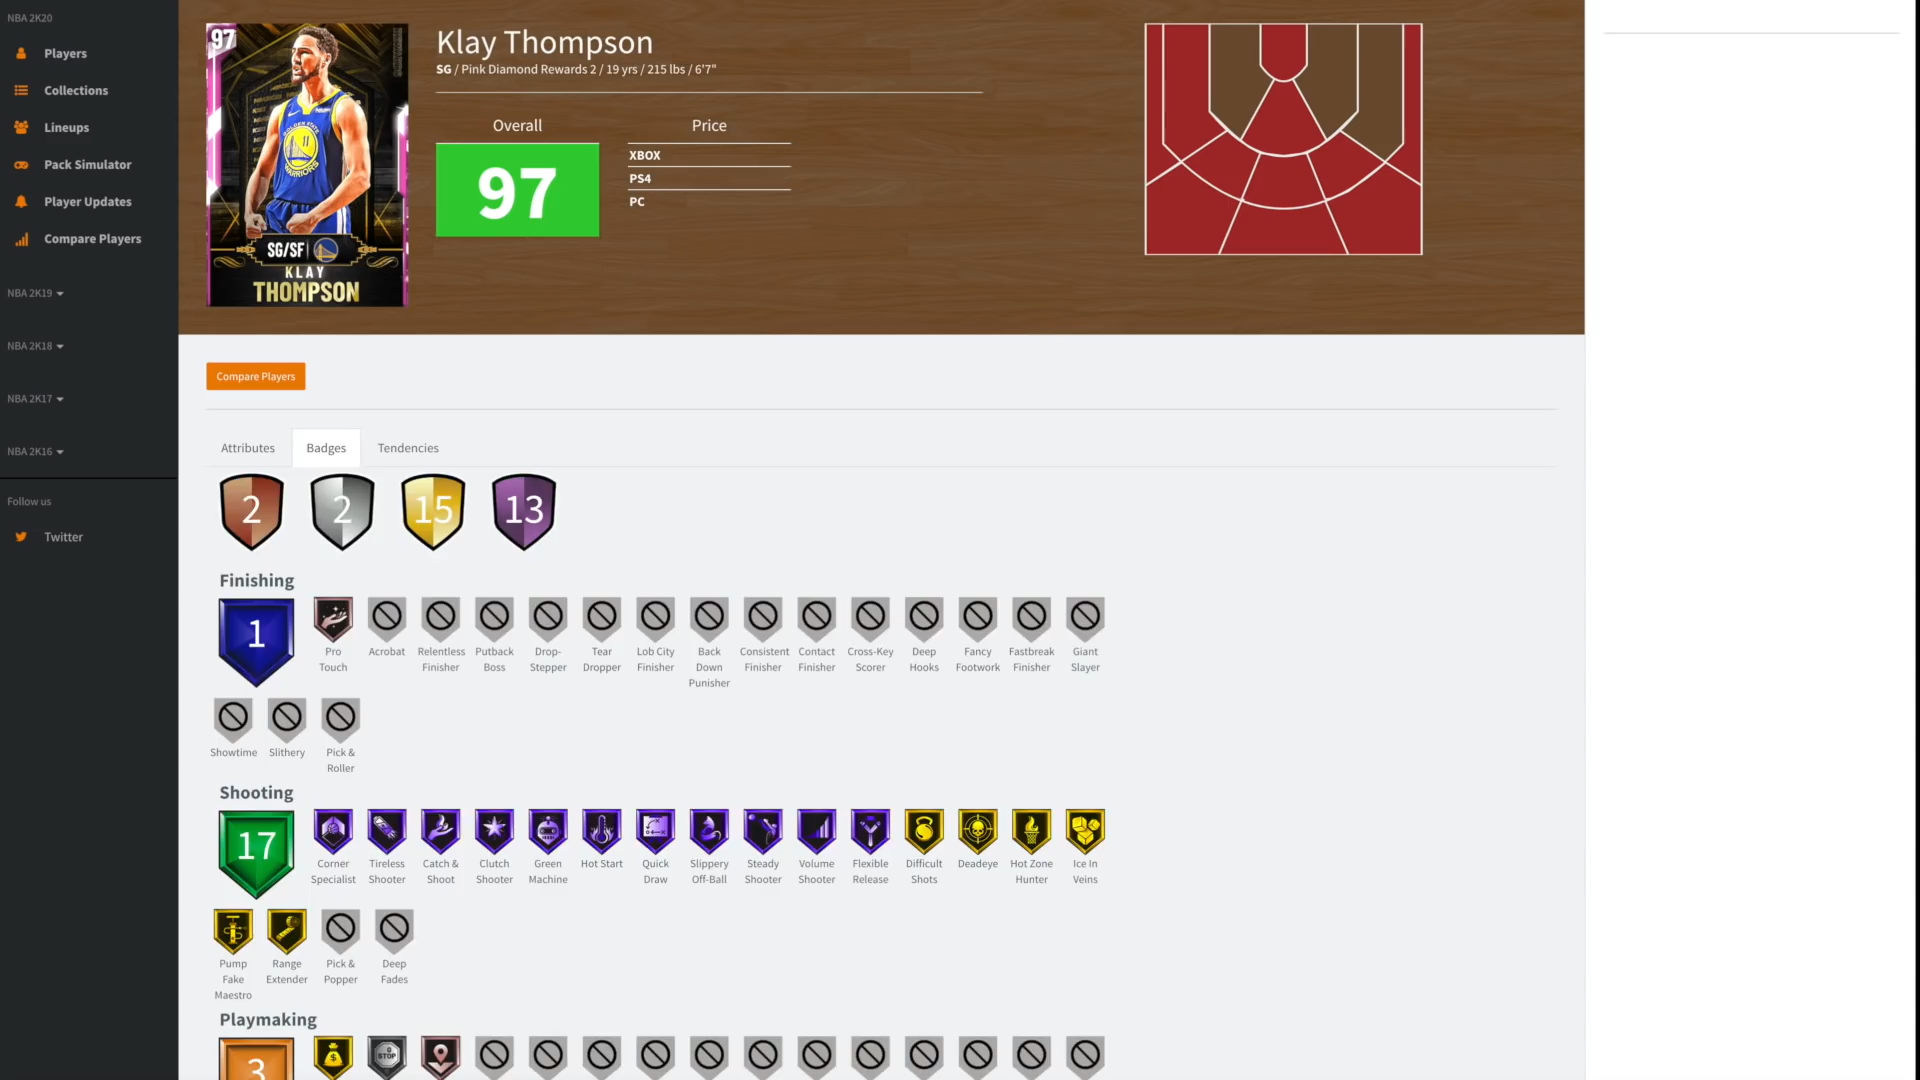 NBA 2K20
Players
Collections
Lineups
Pack Simulator
Player Updates
Compare Players
NBA 2K19
NBA 2K18
NBA 2K17
NBA 2K16
Follow us
Twitter
97
GOLDEN STATE
WARRIORS
11
SG/SF
KLAY
THOMPSON
Klay Thompson
SG / Pink Diamond Rewards 2 / 19 yrs / 215 lbs / 6'7"
Overall
97
Price
XBOX
PS4
PC
Compare Players
Attributes Badges Tendencies
2 2 15 13
Finishing
1
Pro Touch
Acrobat
Relentless Finisher
Putback Boss
Drop-Stepper
Tear Dropper
Lob City Finisher
Back Down Punisher
Consistent Finisher
Contact Finisher
Cross-Key Scorer
Deep Hooks
Fancy Footwork
Fastbreak Finisher
Giant Slayer
Showtime
Slithery
Pick & Roller
Shooting
17
Corner Specialist
Tireless Shooter
Catch & Shoot
Clutch Shooter
Green Machine
Hot Start
Quick Draw
Slippery Off-Ball
Steady Shooter
Volume Shooter
Flexible Release
Difficult Shots
Deadeye
Hot Zone Hunter
Ice In Veins
Pump Fake Maestro
Range Extender
Pick & Popper
Deep Fades
Playmaking
3
STOP